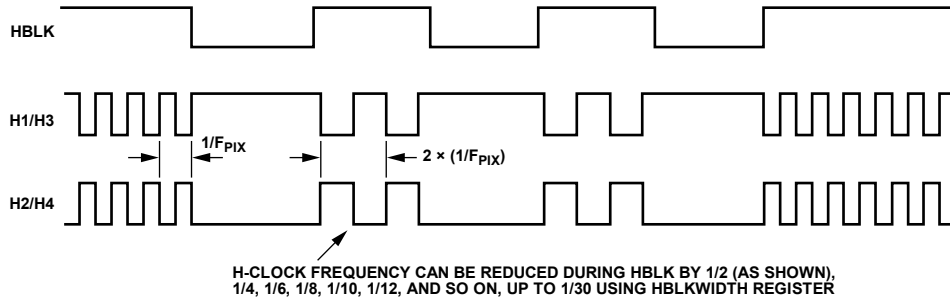 HBLK
H1/H3
1/FPIX
2 × (1/FPIX)
H2/H4
H-CLOCK FREQUENCY CAN BE REDUCED DURING HBLK BY 1/2 (AS SHOWN),
1/4, 1/6, 1/8, 1/10, 1/12, AND SO ON, UP TO 1/30 USING HBLKWIDTH REGISTER